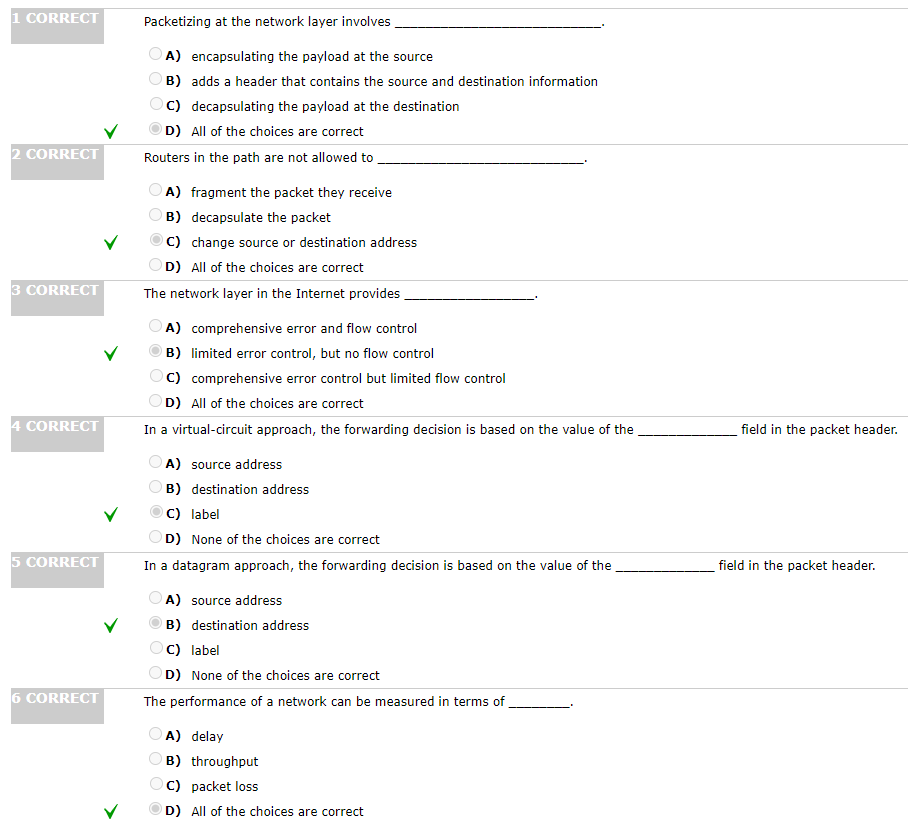 1 CORRECT
Packetizing at the network layer involves ___________________________.
A) encapsulating the payload at the source
B) adds a header that contains the source and destination information
C) decapsulating the payload at the destination
D) All of the choices are correct
2 CORRECT
Routers in the path are not allowed to ___________________________.
A) fragment the packet they receive
B) decapsulate the packet
C) change source or destination address
D) All of the choices are correct
3 CORRECT
The network layer in the Internet provides _________________.
A) comprehensive error and flow control
B) limited error control, but no flow control
C) comprehensive error control but limited flow control
D) All of the choices are correct
4 CORRECT
In a virtual-circuit approach, the forwarding decision is based on the value of the _____________ field in the packet header.
A) source address
B) destination address
C) label
D) None of the choices are correct
5 CORRECT
In a datagram approach, the forwarding decision is based on the value of the _____________ field in the packet header.
A) source address
B) destination address
C) label
D) None of the choices are correct
6 CORRECT
The performance of a network can be measured in terms of ________.
A) delay
B) throughput
C) packet loss
D) All of the choices are correct